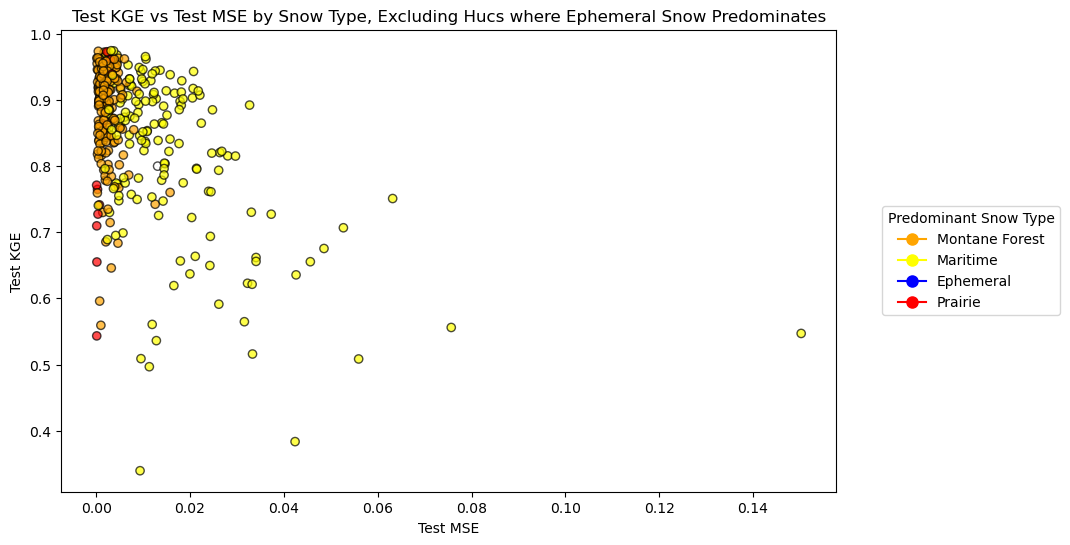 Test KGE vs Test MSE by Snow Type, Excluding Hucs where Ephemeral Snow Predominates
1.0
0.9
0.8
0.7
0.6
0.5
0.4
Test KGE
0.00
0.02
0.04
0.06
0.08
0.10
0.12
0.14
Test MSE
Predominant Snow Type
Montane Forest
Maritime
Ephemeral
Prairie